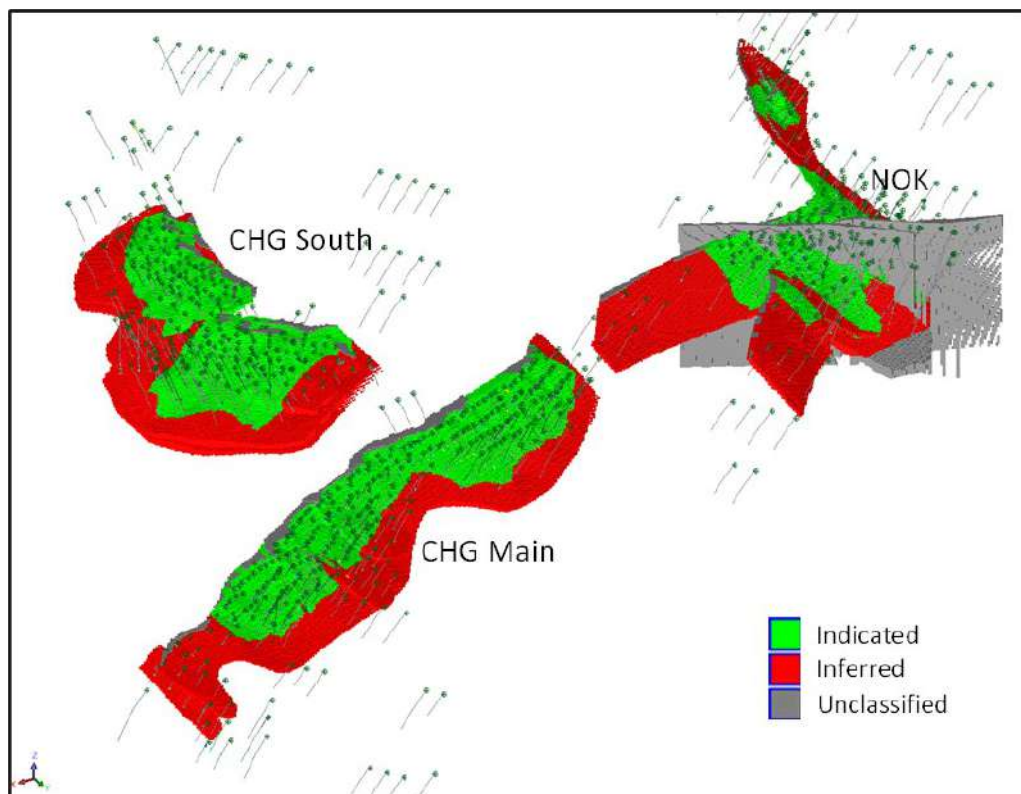 NOK
CHG South
CHG Main
Indicated
Inferred
Unclassified
Z
X
Y